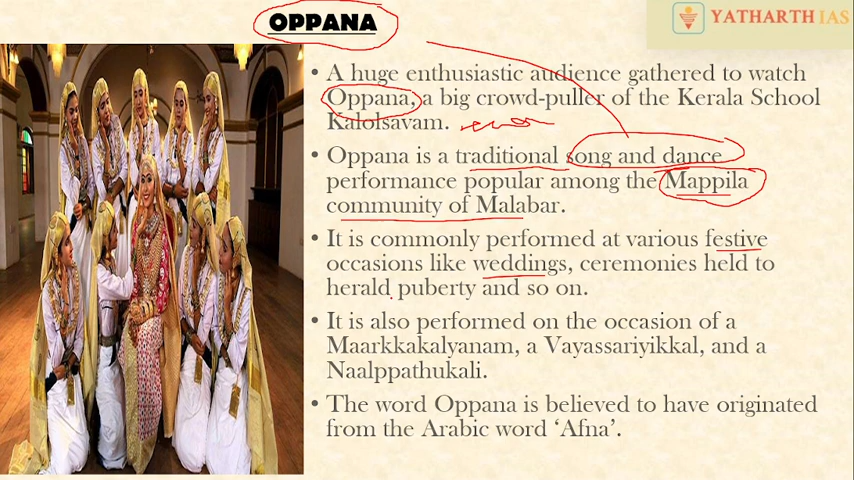 OPPANA
YATHARTH IAS
• A huge enthusiastic audience gathered to watch
Oppana, a big crowd-puller of the Kerala School
Kalolsavam.
• Oppana is a traditional song and dance
performance popular among the Mappila
community of Malabar.
• It is commonly performed at various festive
occasions like weddings, ceremonies held to
herald puberty and so on.
• It is also performed on the occasion of a
Maarkkakalyanam, a Vayassariyikkal, and a
Naalppathukali.
• The word Oppana is believed to have originated
from the Arabic word ‘Afna’.